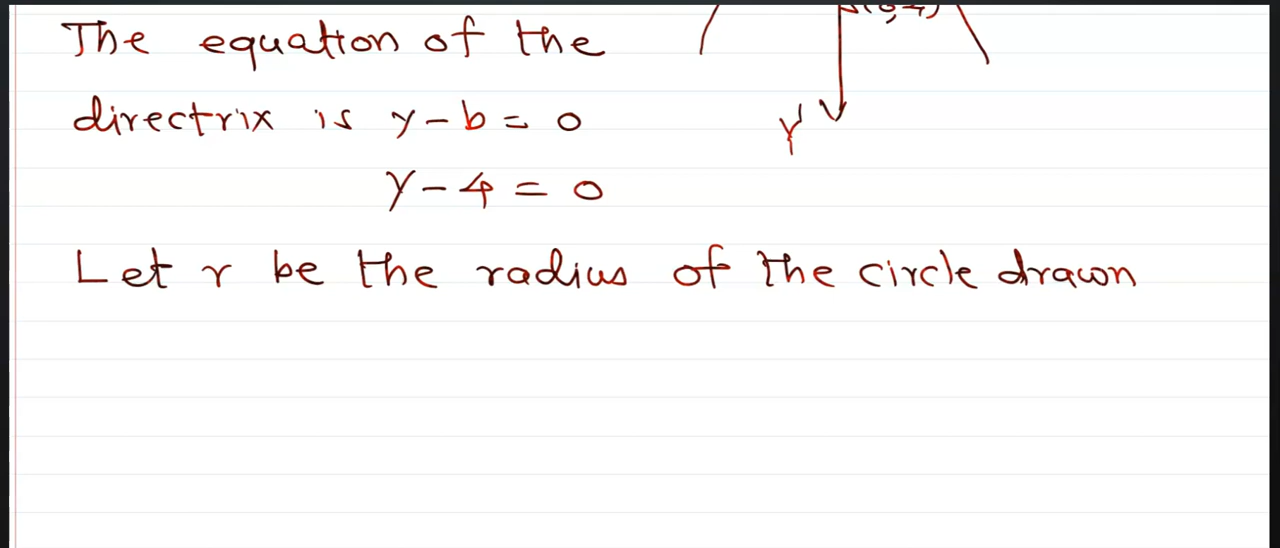 The equation of the
directrix is y - b = 0
Y'
y - 4 = 0
Let r be the radius of the circle drawn